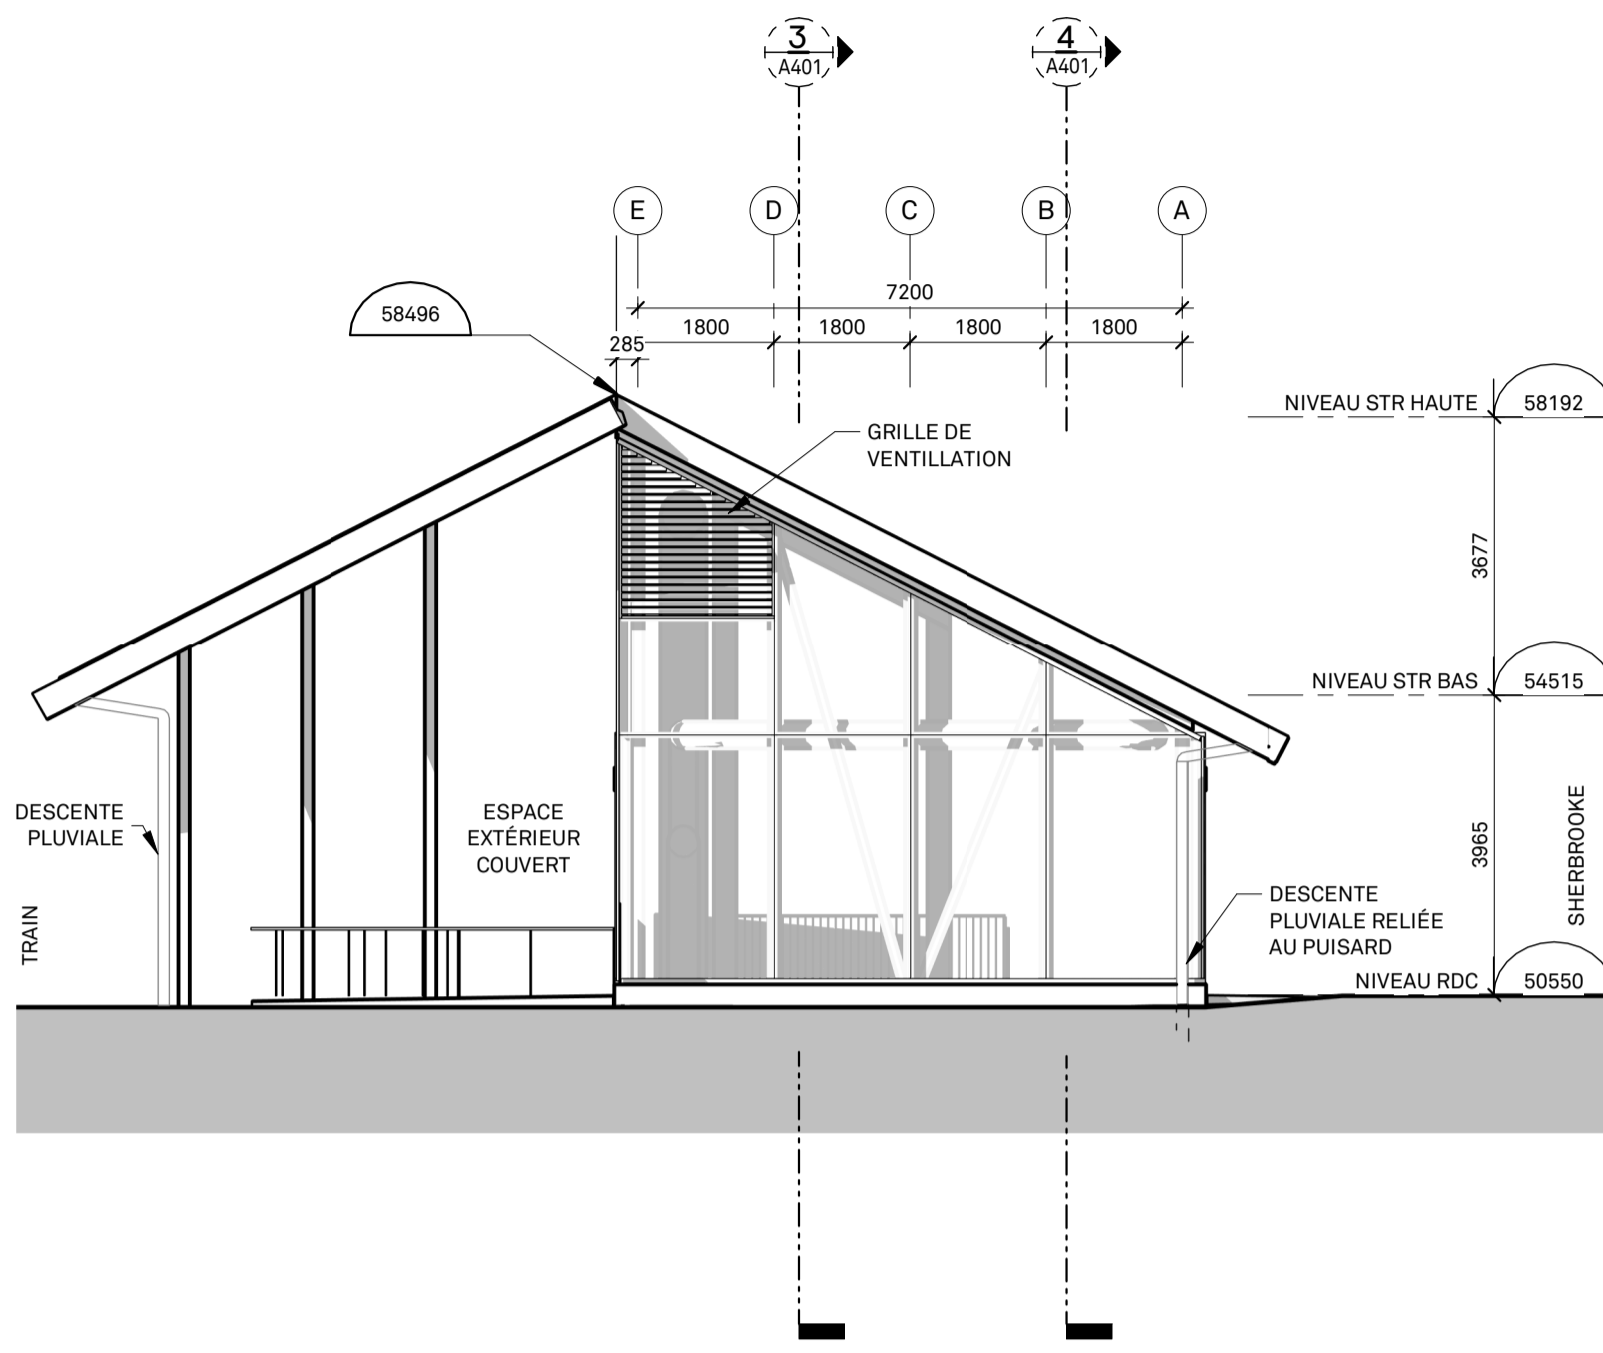 3
A401
4
A401
E
D
C
B
A
7200
1800
1800
1800
1800
285
58496
GRILLE DE
VENTILLATION
NIVEAU STR HAUTE
58192
3677
NIVEAU STR BAS
54515
3965
SHERBROOKE
DESCENTE
PLUVIALE
ESPACE
EXTÉRIEUR
COUVERT
TRAIN
DESCENTE
PLUVIALE RELIÉE
AU PUISARD
NIVEAU RDC
50550